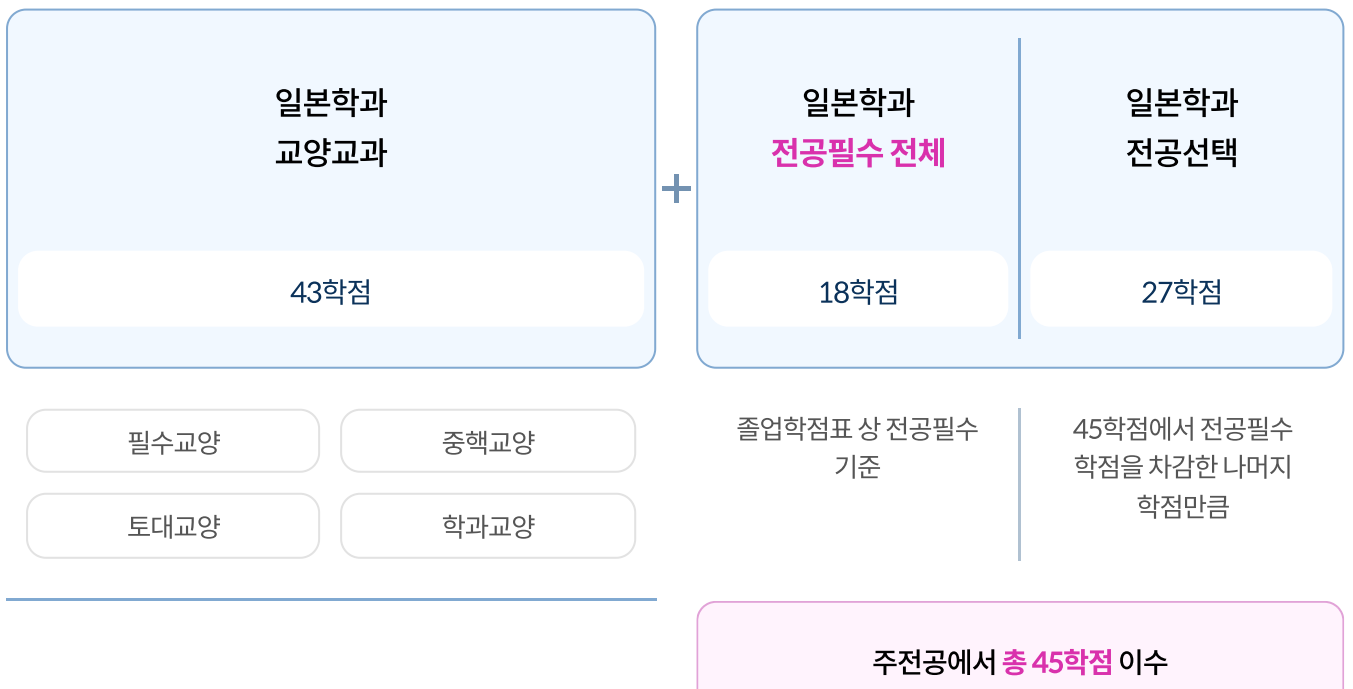 일본학과
교양교과
43학점
+
일본학과
전공필수 전체
18학점
일본학과
전공선택
27학점
필수교양
중핵교양
토대교양
학과교양
졸업학점표 상 전공필수
기준
45학점에서 전공필수
학점을 차감한 나머지
학점만큼
주전공에서 총 45학점 이수